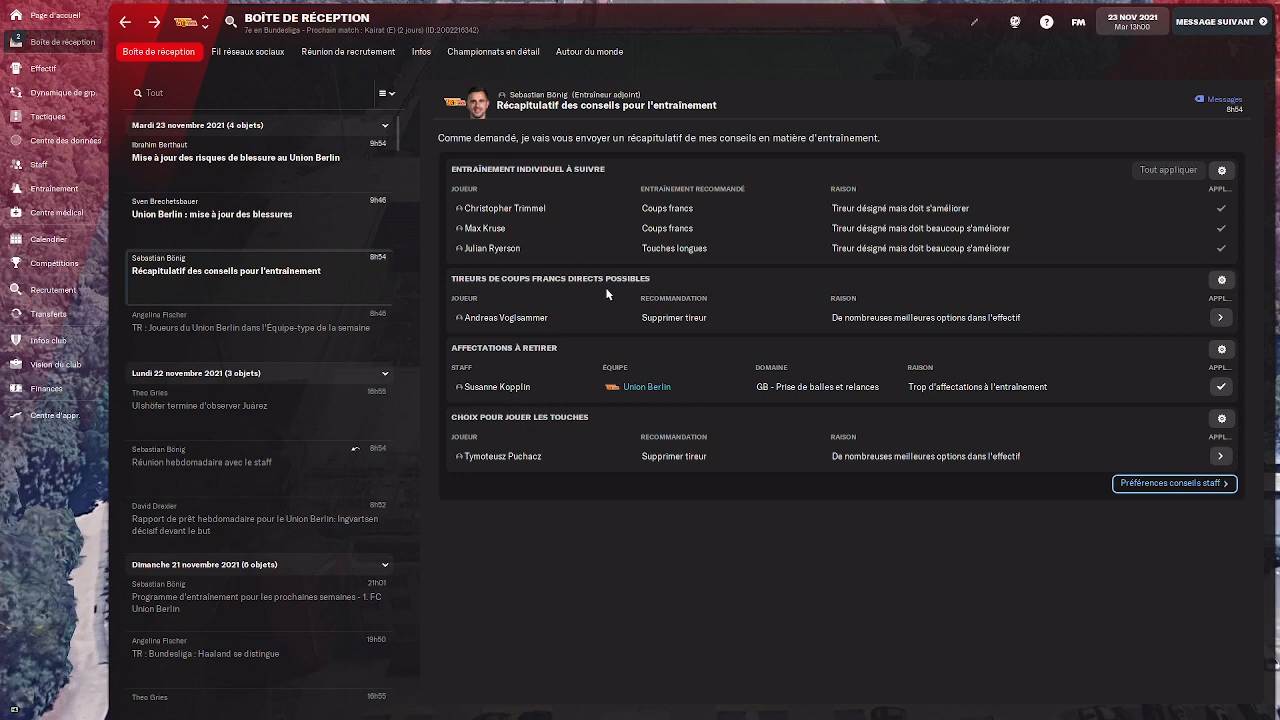 Page d'accueil
2
Boîte de réception
Effectif
Dynamique de grp.
Tactiques
Centre des données
Staff
Entraînement
Centre médical
Calendrier
Compétitions
Recrutement
Transferts
Infos club
Vision du club
Finances
Centre d'appr.
BOÎTE DE RÉCEPTION
7e en Bundesliga - Prochain match : Kairat (E) (2 jours) (ID:2002216342)
FM
23 NOV 2021
Mar 13h00
MESSAGE SUIVANT
Boîte de réception
Fil réseaux sociaux
Réunion de recrutement
Infos
Championnats en détail
Autour du monde
Tout
Mardi 23 novembre 2021 (4 objets)
Ibrahim Berthaut 9h54
Mise à jour des risques de blessure au Union Berlin
Sven Brechetsbauer 9h46
Union Berlin : mise à jour des blessures
Sebastian Bönig 8h54
Récapitulatif des conseils pour l'entraînement
Angelina Fischer 8h46
TR : Joueurs du Union Berlin dans l'Equipe-type de la semaine
Lundi 22 novembre 2021 (3 objets)
Theo Gries 16h55
Ulshöfer termine d'observer Juárez
Sebastian Bönig 8h54
Réunion hebdomadaire avec le staff
David Drexler 8h52
Rapport de prêt hebdomadaire pour le Union Berlin: Ingvartsen
décisif devant le but
Dimanche 21 novembre 2021 (6 objets)
Sebastian Bönig 21h01
Programme d'entraînement pour les prochaines semaines - 1. FC
Union Berlin
Angelina Fischer 19h50
TR : Bundesliga : Haaland se distingue
Theo Gries 16h55
Sebastian Bönig (Entraîneur adjoint)
Récapitulatif des conseils pour l'entraînement
Messages
8h54
Comme demandé, je vais vous envoyer un récapitulatif de mes conseils en matière d'entraînement.
ENTRAÎNEMENT INDIVIDUEL À SUIVRE
Tout appliquer
JOUEUR ENTRAÎNEMENT RECOMMANDÉ RAISON APPL...
Christopher Trimmel Coups francs Tireur désigné mais doit s'améliorer
Max Kruse Coups francs Tireur désigné mais doit beaucoup s'améliorer
Julian Ryerson Touches longues Tireur désigné mais doit beaucoup s'améliorer
TIREURS DE COUPS FRANCS DIRECTS POSSIBLES
JOUEUR RECOMMANDATION RAISON APPL...
Andreas Voglsammer Supprimer tireur De nombreuses meilleures options dans l'effectif
AFFECTATIONS À RETIRER
STAFF ÉQUIPE DOMAINE RAISON APPL...
Susanne Kopplin Union Berlin GB - Prise de balles et relances Trop d'affectations à l'entraînement
CHOIX POUR JOUER LES TOUCHES
JOUEUR RECOMMANDATION RAISON APPL...
Tymoteusz Puchacz Supprimer tireur De nombreuses meilleures options dans l'effectif
Préférences conseils staff